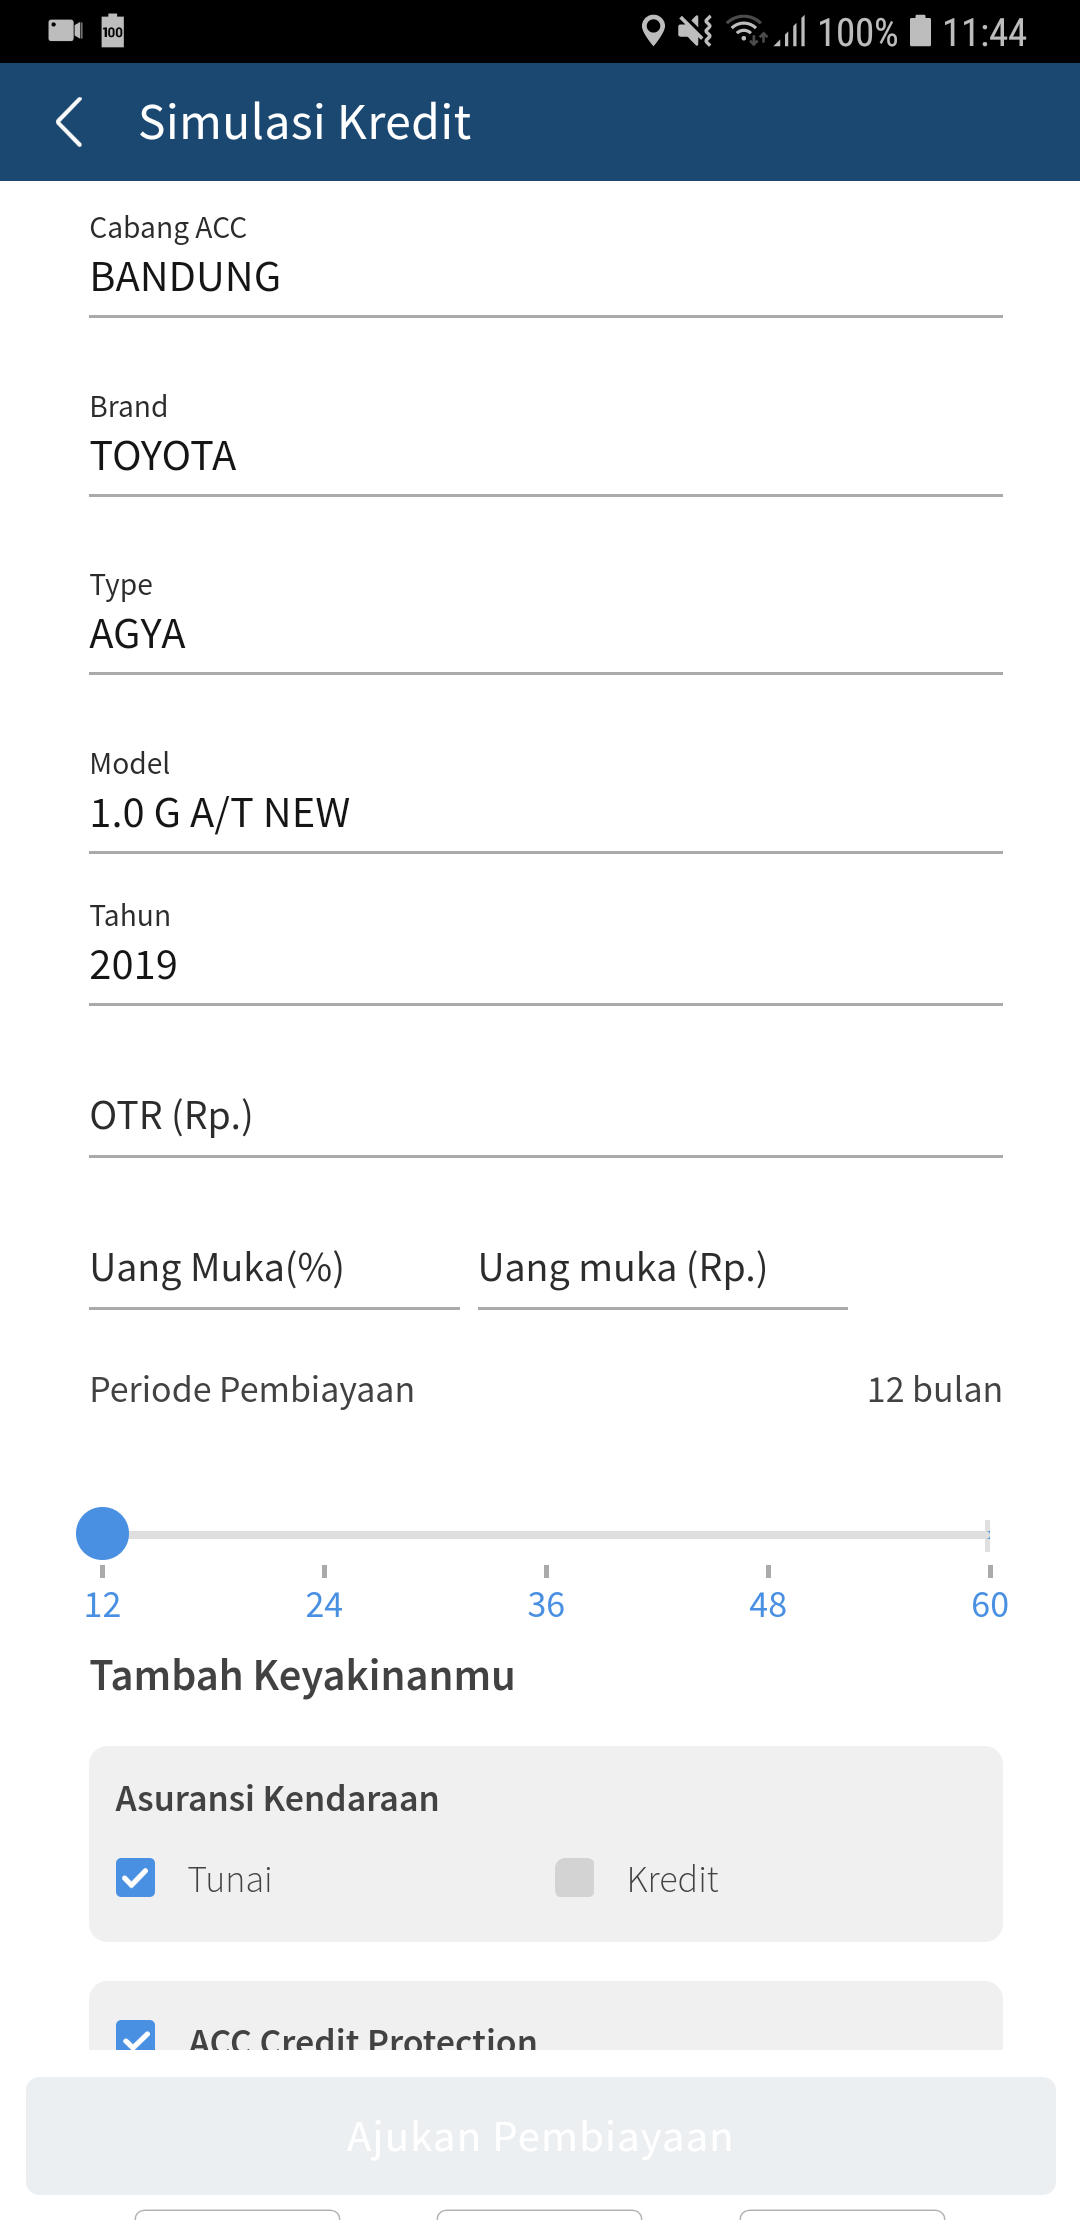 100 100% 11:44
Simulasi Kredit
Cabang ACC
BANDUNG
Brand
TOYOTA
Type
AGYA
Model
1.0 G A/T NEW
Tahun
2019
OTR (Rp.)
Uang Muka(%) Uang muka (Rp.)
Periode Pembiayaan 12 bulan
12 24 36 48 60
Tambah Keyakinanmu
Asuransi Kendaraan
Tunai Kredit
ACC Credit Protection
Ajukan Pembiayaan